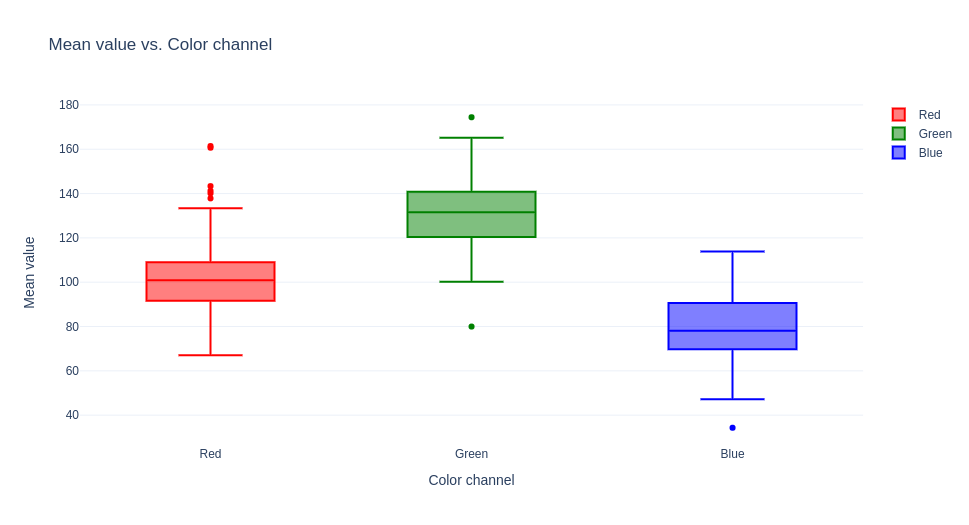 Mean value vs. Color channel
180
160
140
120
100
80
60
40
Mean value
Red
Green
Blue
Color channel
Red
Green
Blue